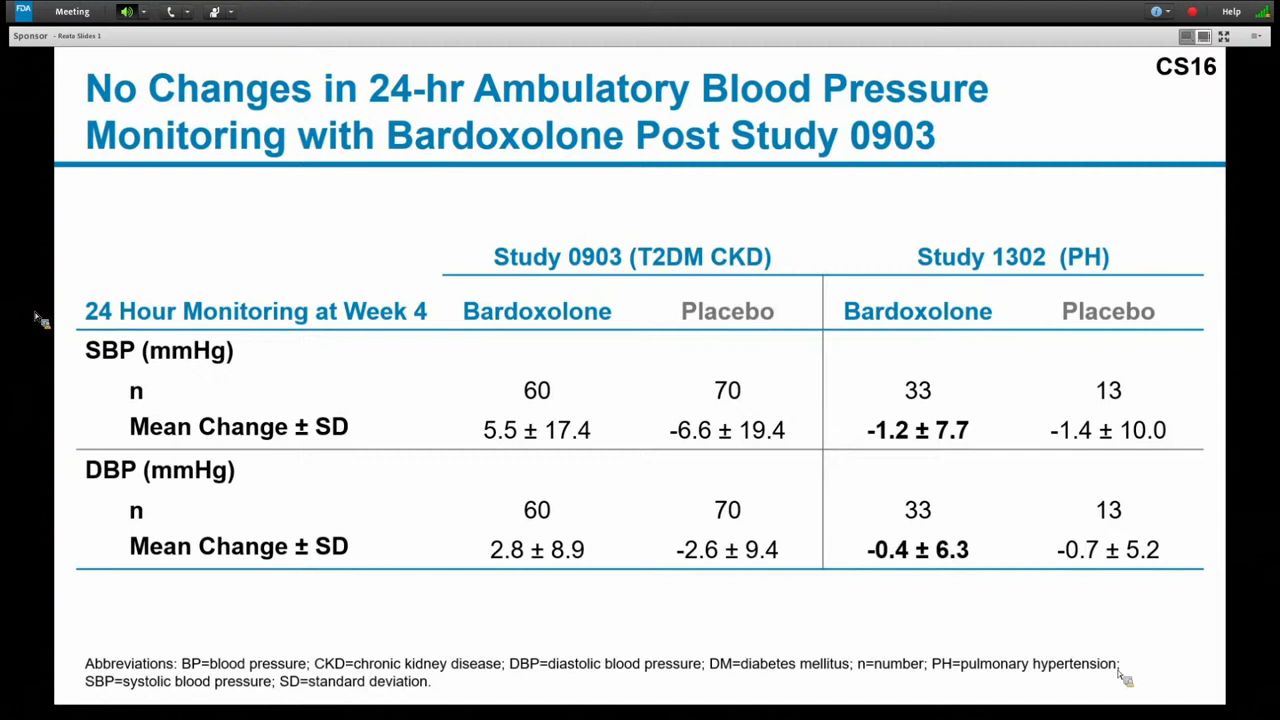 FDA Meeting Help
Sponsor - Reata Slides 1
CS16
No Changes in 24-hr Ambulatory Blood Pressure
Monitoring with Bardoxolone Post Study 0903
Study 0903 (T2DM CKD) Study 1302 (PH)
24 Hour Monitoring at Week 4 Bardoxolone Placebo Bardoxolone Placebo
SBP (mmHg)
n 60 70 33 13
Mean Change ± SD 5.5 ± 17.4 -6.6 ± 19.4 -1.2 ± 7.7 -1.4 ± 10.0
DBP (mmHg)
n 60 70 33 13
Mean Change ± SD 2.8 ± 8.9 -2.6 ± 9.4 -0.4 ± 6.3 -0.7 ± 5.2
Abbreviations: BP=blood pressure; CKD=chronic kidney disease; DBP=diastolic blood pressure; DM=diabetes mellitus; n=number; PH=pulmonary hypertension;
SBP=systolic blood pressure; SD=standard deviation.